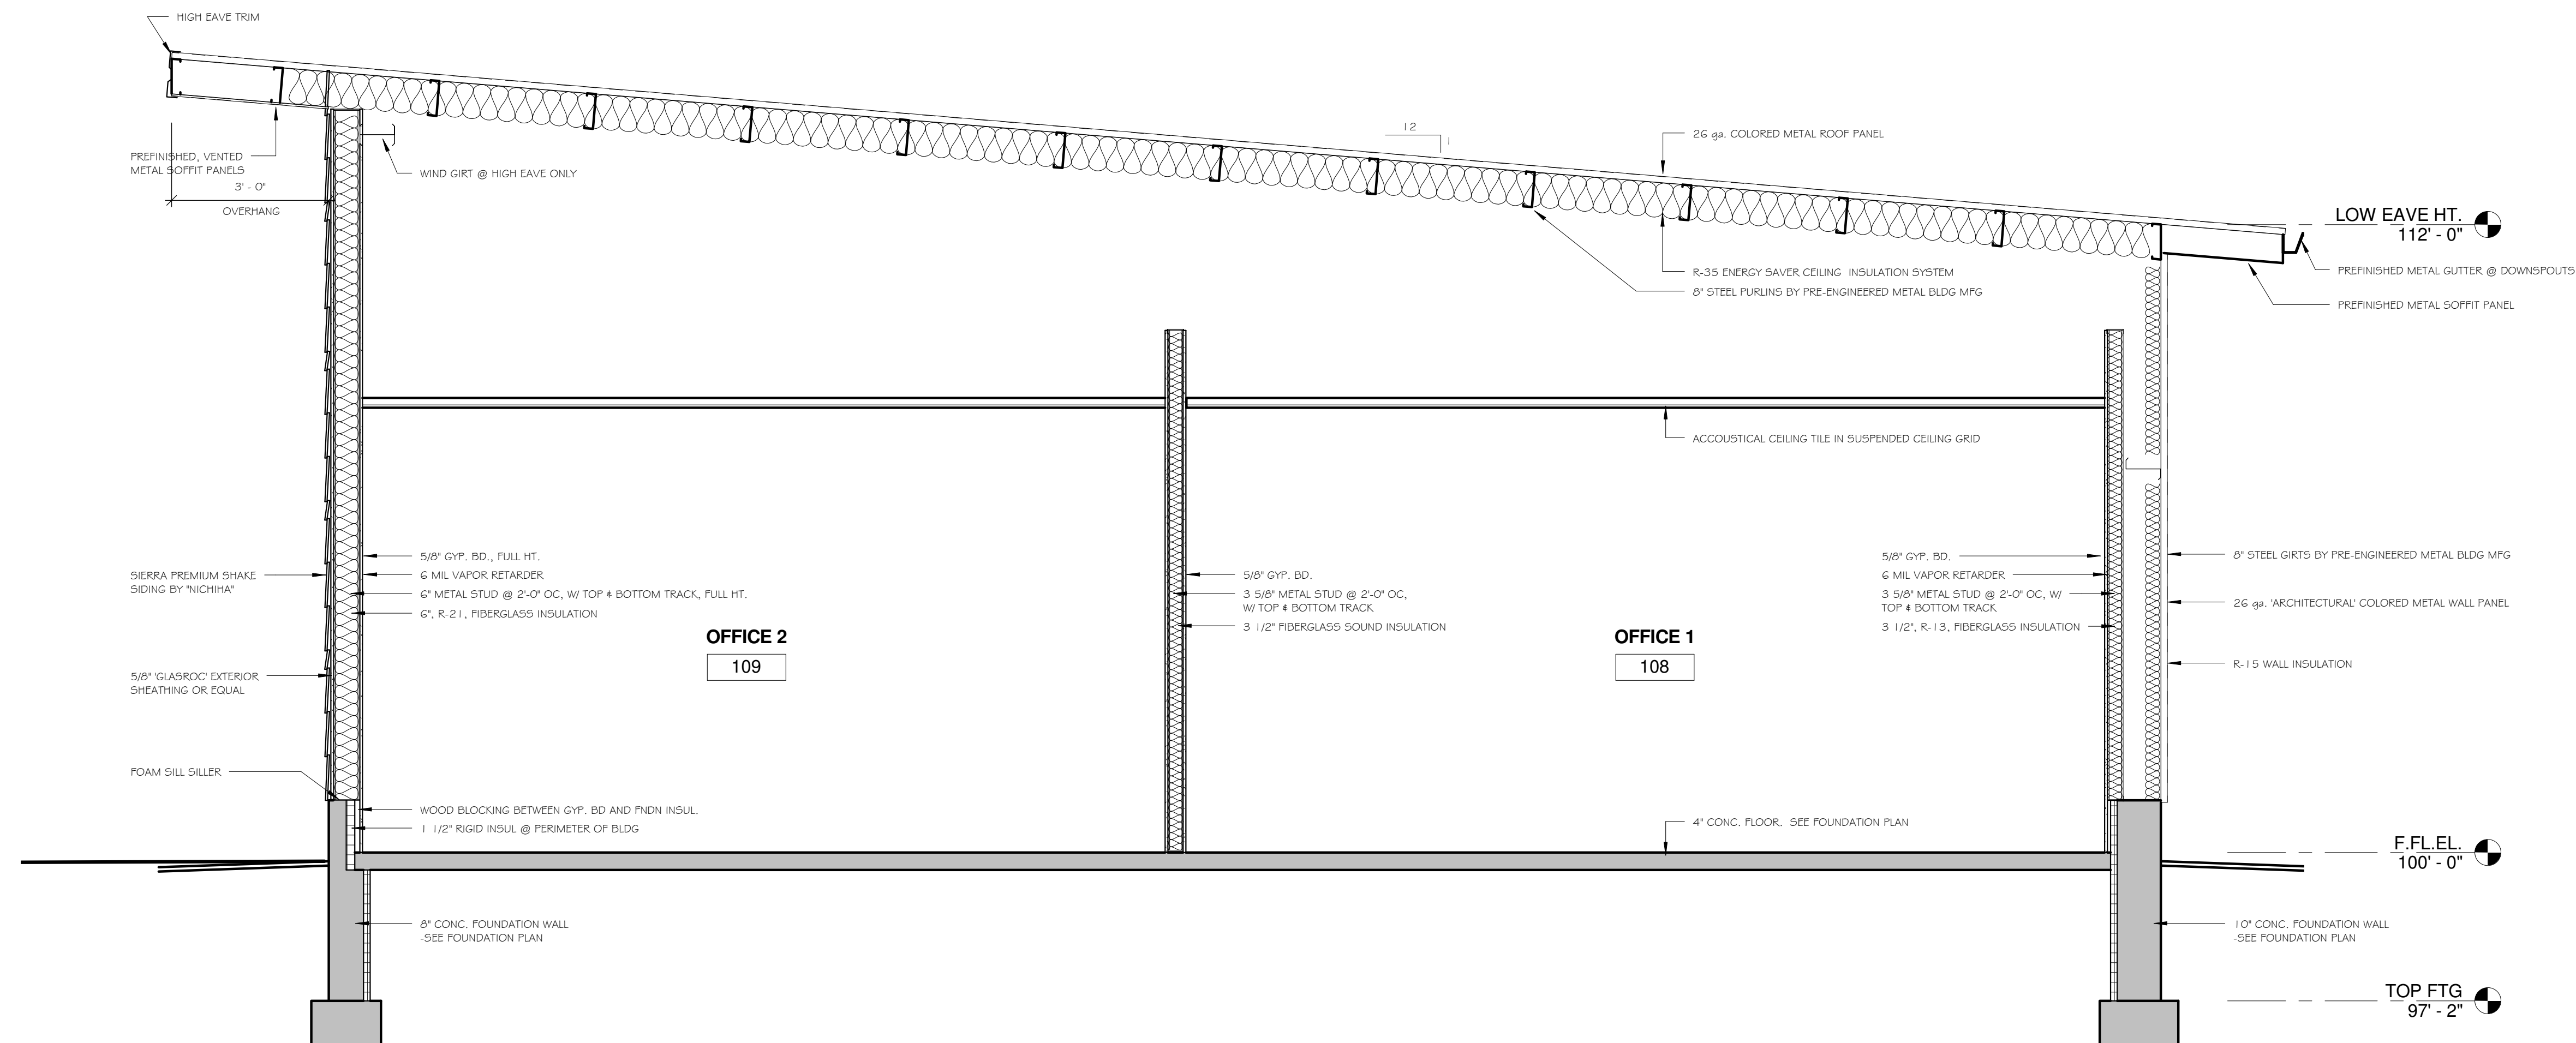 HIGH EAVE TRIM
12
1
26 ga. COLORED METAL ROOF PANEL
PREFINISHED, VENTED
METAL SOFFIT PANELS
3' - 0"
OVERHANG
WIND GIRT @ HIGH EAVE ONLY
LOW EAVE HT.
112' - 0"
R-35 ENERGY SAVER CEILING  INSULATION SYSTEM
8" STEEL PURLINS BY PRE-ENGINEERED METAL BLDG MFG
PREFINISHED METAL GUTTER @ DOWNSPOUTS
PREFINISHED METAL SOFFIT PANEL
ACCOUSTICAL CEILING TILE IN SUSPENDED CEILING GRID
SIERRA PREMIUM SHAKE
SIDING BY "NICHIHA"
5/8" 'GLASROC' EXTERIOR
SHEATHING OR EQUAL
FOAM SILL SILLER
5/8" GYP. BD., FULL HT.
6 MIL VAPOR RETARDER
6" METAL STUD @ 2'-0" OC, W/ TOP & BOTTOM TRACK, FULL HT.
6", R-21, FIBERGLASS INSULATION
OFFICE 2
109
5/8" GYP. BD.
3 5/8" METAL STUD @ 2'-0" OC,
W/ TOP & BOTTOM TRACK
3 1/2" FIBERGLASS SOUND INSULATION
OFFICE 1
108
5/8" GYP. BD.
6 MIL VAPOR RETARDER
3 5/8" METAL STUD @ 2'-0" OC, W/
TOP & BOTTOM TRACK
3 1/2", R-13, FIBERGLASS INSULATION
8" STEEL GIRTS BY PRE-ENGINEERED METAL BLDG MFG
26 ga. 'ARCHITECTURAL' COLORED METAL WALL PANEL
R-15 WALL INSULATION
WOOD BLOCKING BETWEEN GYP. BD AND FNDN INSUL.
1 1/2" RIGID INSUL @ PERIMETER OF BLDG
4" CONC. FLOOR.  SEE FOUNDATION PLAN
F.FL.EL.
100' - 0"
8" CONC. FOUNDATION WALL
-SEE FOUNDATION PLAN
10" CONC. FOUNDATION WALL
-SEE FOUNDATION PLAN
TOP FTG
97' - 2"